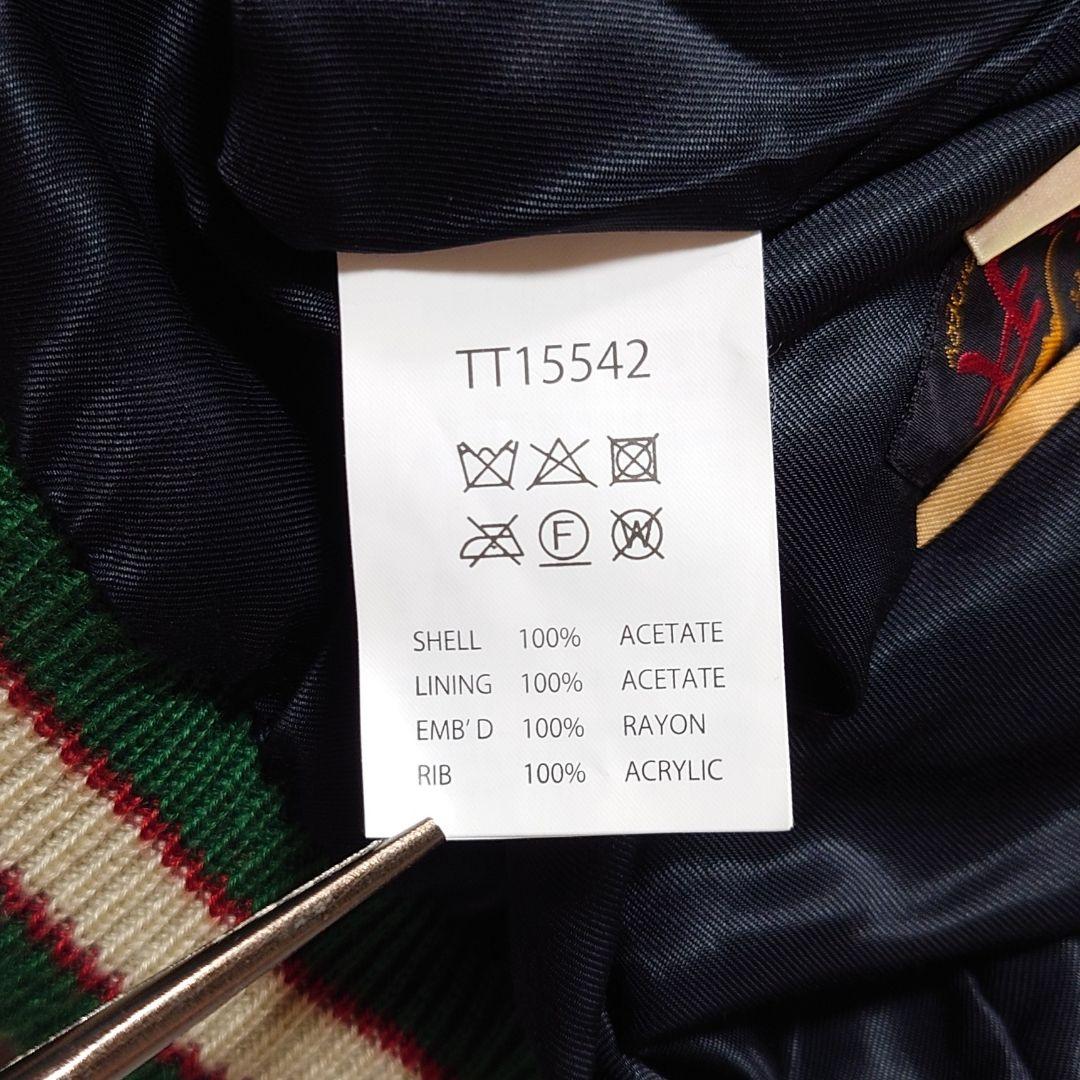 TT15542
F W
SHELL 100% ACETATE
LINING 100% ACETATE
EMB' D 100% RAYON
RIB 100% ACRYLIC